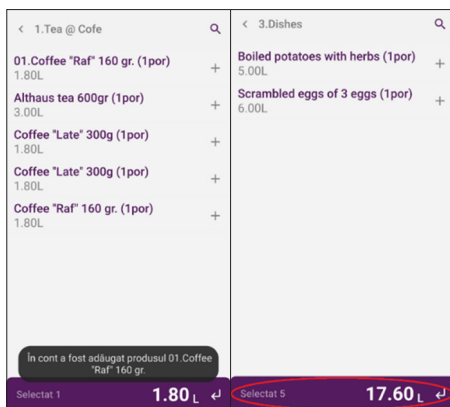 1.Tea @ Cofe
01.Coffee "Raf" 160 gr. (1por)
1.80L
Althaus tea 600gr (1por)
3.00L
Coffee "Late" 300g (1por)
1.80L
Coffee "Late" 300g (1por)
1.80L
Coffee "Raf" 160 gr. (1por)
1.80L
În cont a fost adăugat produsul 01.Coffee
"Raf" 160 gr.
Selectat 1 1.80 L
3.Dishes
Boiled potatoes with herbs (1por)
5.00L
Scrambled eggs of 3 eggs (1por)
6.00L
Selectat 5 17.60 L